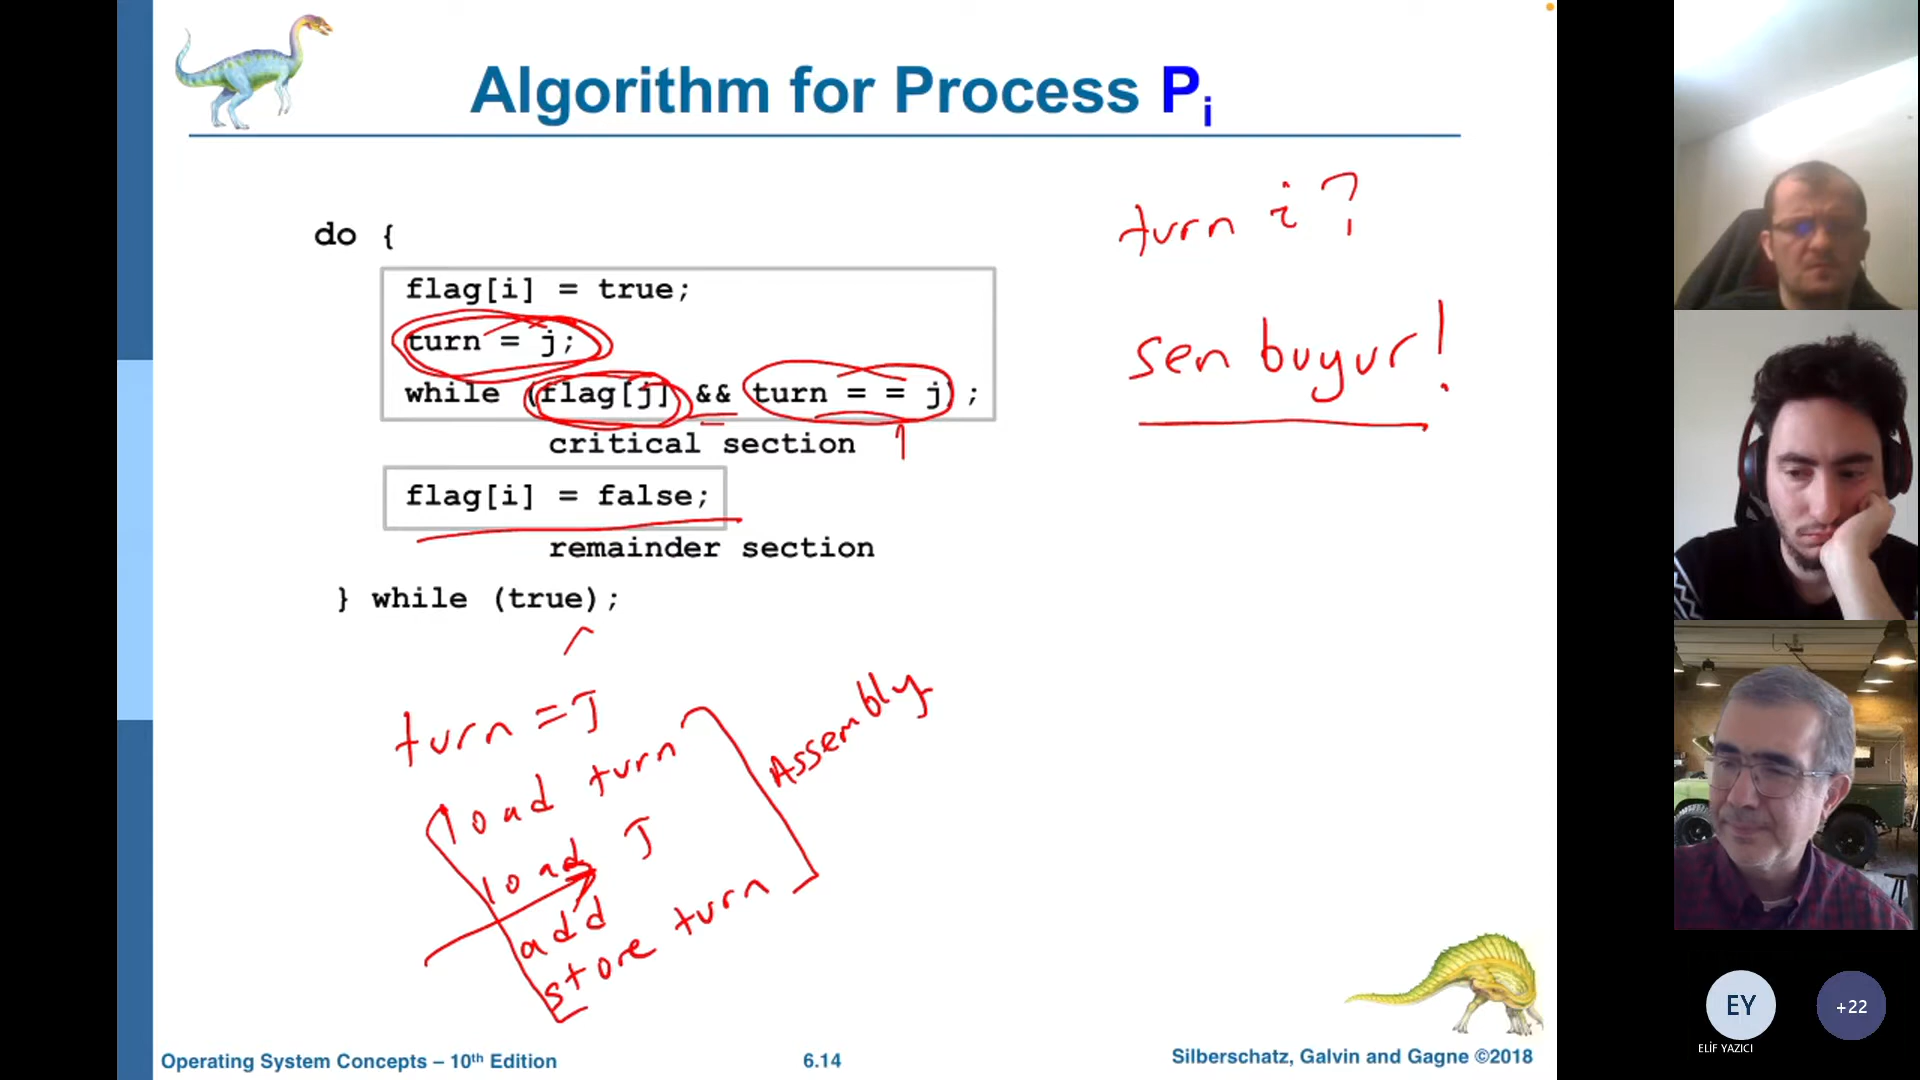 Algorithm for Process Pi
do {
flag[i] = true;
turn = j;
while (flag[j] && turn = = j) ;
critical section
flag[i] = false;
remainder section
} while (true);
turn i ?
sen buyur!
turn = J
load turn
load J
add
store turn
Assembly
Operating System Concepts – 10th Edition
6.14
Silberschatz, Galvin and Gagne ©2018
EY
ELİF YAZICI
+22